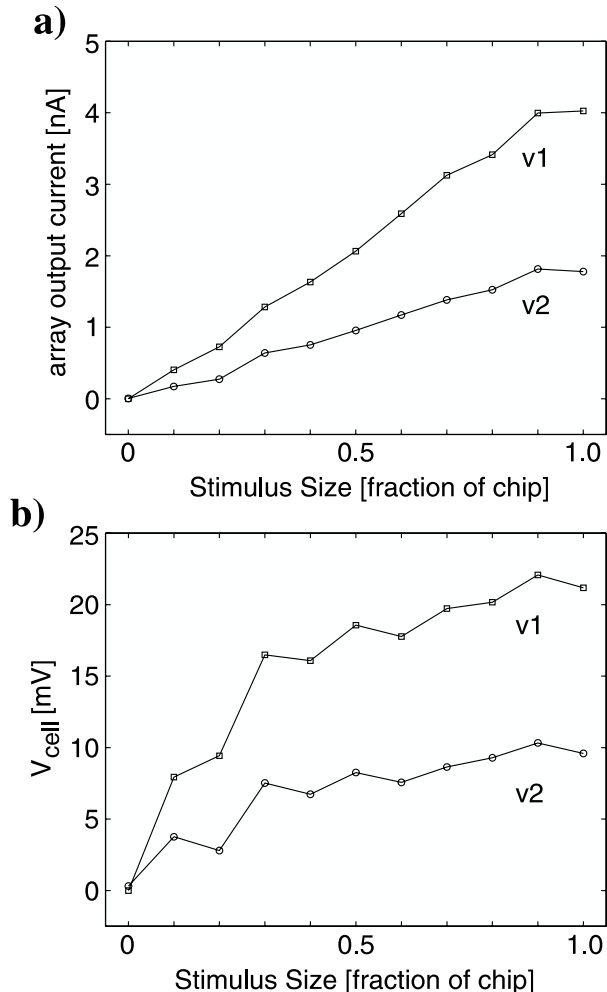 a)
5
4
3
2
1
0
array output current [nA]
v1
v2
0
0.5
1.0
Stimulus Size [fraction of chip]
b)
25
20
15
10
5
0
Vcell [mV]
v1
v2
0
0.5
1.0
Stimulus Size [fraction of chip]